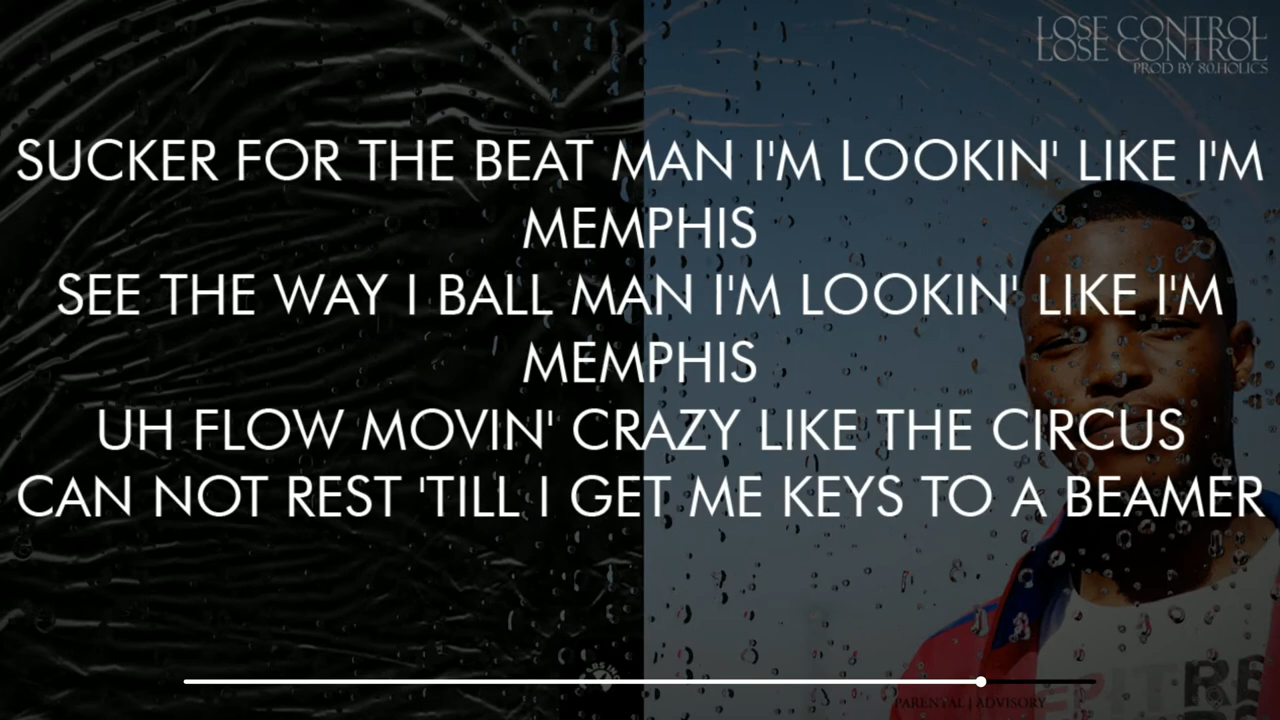 LOSE CONTROL
LOSE CONTROL
PROD BY 80.HOLICS
SUCKER FOR THE BEAT MAN I'M LOOKIN' LIKE I'M
MEMPHIS
SEE THE WAY I BALL MAN I'M LOOKIN' LIKE I'M
MEMPHIS
UH FLOW MOVIN' CRAZY LIKE THE CIRCUS
CAN NOT REST 'TILL I GET ME KEYS TO A BEAMER
PARENTAL | ADVISORY